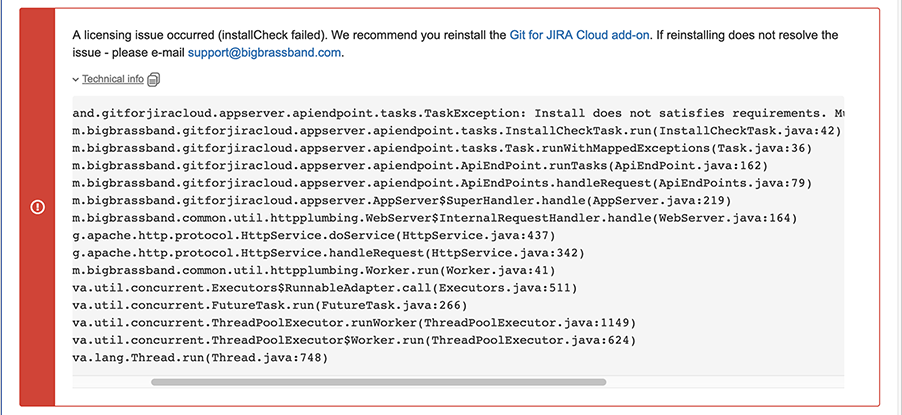 A licensing issue occurred (installCheck failed). We recommend you reinstall the Git for JIRA Cloud add-on. If reinstalling does not resolve the
issue - please e-mail support@bigbrassband.com.
Technical info
and.gitforjiracloud.appserver.apiendpoint.tasks.TaskException: Install does not satisfies requirements.
m.bigbrassband.gitforjiracloud.appserver.apiendpoint.tasks.InstallCheckTask.run(InstallCheckTask.java:42)
m.bigbrassband.gitforjiracloud.appserver.apiendpoint.tasks.Task.runWithMappedExceptions(Task.java:36)
m.bigbrassband.gitforjiracloud.appserver.apiendpoint.ApiEndPoint.runTasks(ApiEndPoint.java:162)
m.bigbrassband.gitforjiracloud.appserver.apiendpoint.ApiEndPoints.handleRequest(ApiEndPoints.java:79)
m.bigbrassband.gitforjiracloud.appserver.AppServer$SuperHandler.handle(AppServer.java:219)
m.bigbrassband.common.util.httpplumbing.WebServer$InternalRequestHandler.handle(WebServer.java:164)
g.apache.http.protocol.HttpService.doService(HttpService.java:437)
g.apache.http.protocol.HttpService.handleRequest(HttpService.java:342)
m.bigbrassband.common.util.httpplumbing.Worker.run(Worker.java:41)
va.util.concurrent.Executors$RunnableAdapter.call(Executors.java:511)
va.util.concurrent.FutureTask.run(FutureTask.java:266)
va.util.concurrent.ThreadPoolExecutor.runWorker(ThreadPoolExecutor.java:1149)
va.util.concurrent.ThreadPoolExecutor$Worker.run(ThreadPoolExecutor.java:624)
va.lang.Thread.run(Thread.java:748)